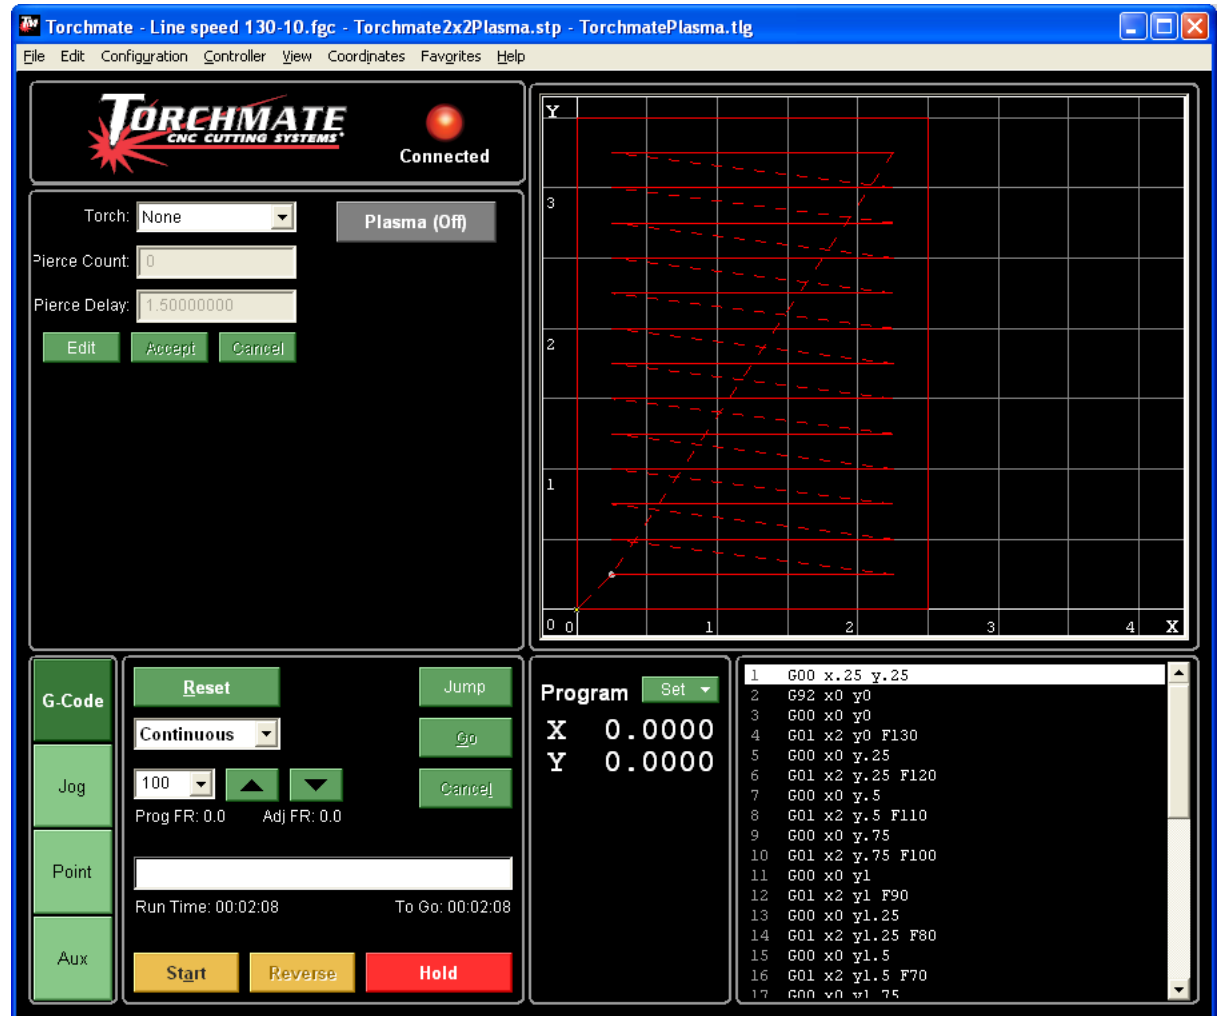 Torchmate - Line speed 130-10.fgc - Torchmate2x2Plasma.stp - TorchmatePlasma.tlg
File Edit Configuration Controller View Coordinates Favorites Help
TORCHMATE
CNC CUTTING SYSTEMS
Connected
Torch: None
Plasma (Off)
Pierce Count: 0
Pierce Delay: 1.50000000
Edit Accept Cancel
Y
3
2
1
0 0 1 2 3 4 X
G-Code
Jog
Point
Aux
Reset
Jump
Continuous
Go
100
Cancel
Prog FR: 0.0 Adj FR: 0.0
Run Time: 00:02:08 To Go: 00:02:08
Start Reverse Hold
Program Set
X 0.0000
Y 0.0000
1 G00 x.25 y.25
2 G92 x0 y0
3 G00 x0 y0
4 G01 x2 y0 F130
5 G00 x0 y.25
6 G01 x2 y.25 F120
7 G00 x0 y.5
8 G01 x2 y.5 F110
9 G00 x0 y.75
10 G01 x2 y.75 F100
11 G00 x0 y1
12 G01 x2 y1 F90
13 G00 x0 y1.25
14 G01 x2 y1.25 F80
15 G00 x0 y1.5
16 G01 x2 y1.5 F70
17 G00 x0 y1.75